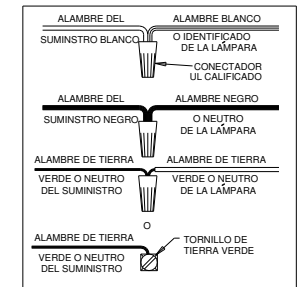 ALAMBRE DEL ALAMBRE BLANCO
SUMINSTRO BLANCO O IDENTIFICADO
DE LA LÁMPARA
CONECTADOR
UL CALIFICADO
ALAMBRE DEL ALAMBRE NEGRO
SUMINSTRO NEGRO O NEUTRO
DE LA LÁMPARA
ALAMBRE DE TIERRA ALAMBRE DE TIERRA
VERDE O NEUTRO VERDE O NEUTRO
DEL SUMINISTRO DE LA LÁMPARA
O
ALAMBRE DE TIERRA TORNILLO DE
TIERRA VERDE
VERDE O NEUTRO
DEL SUMINISTRO